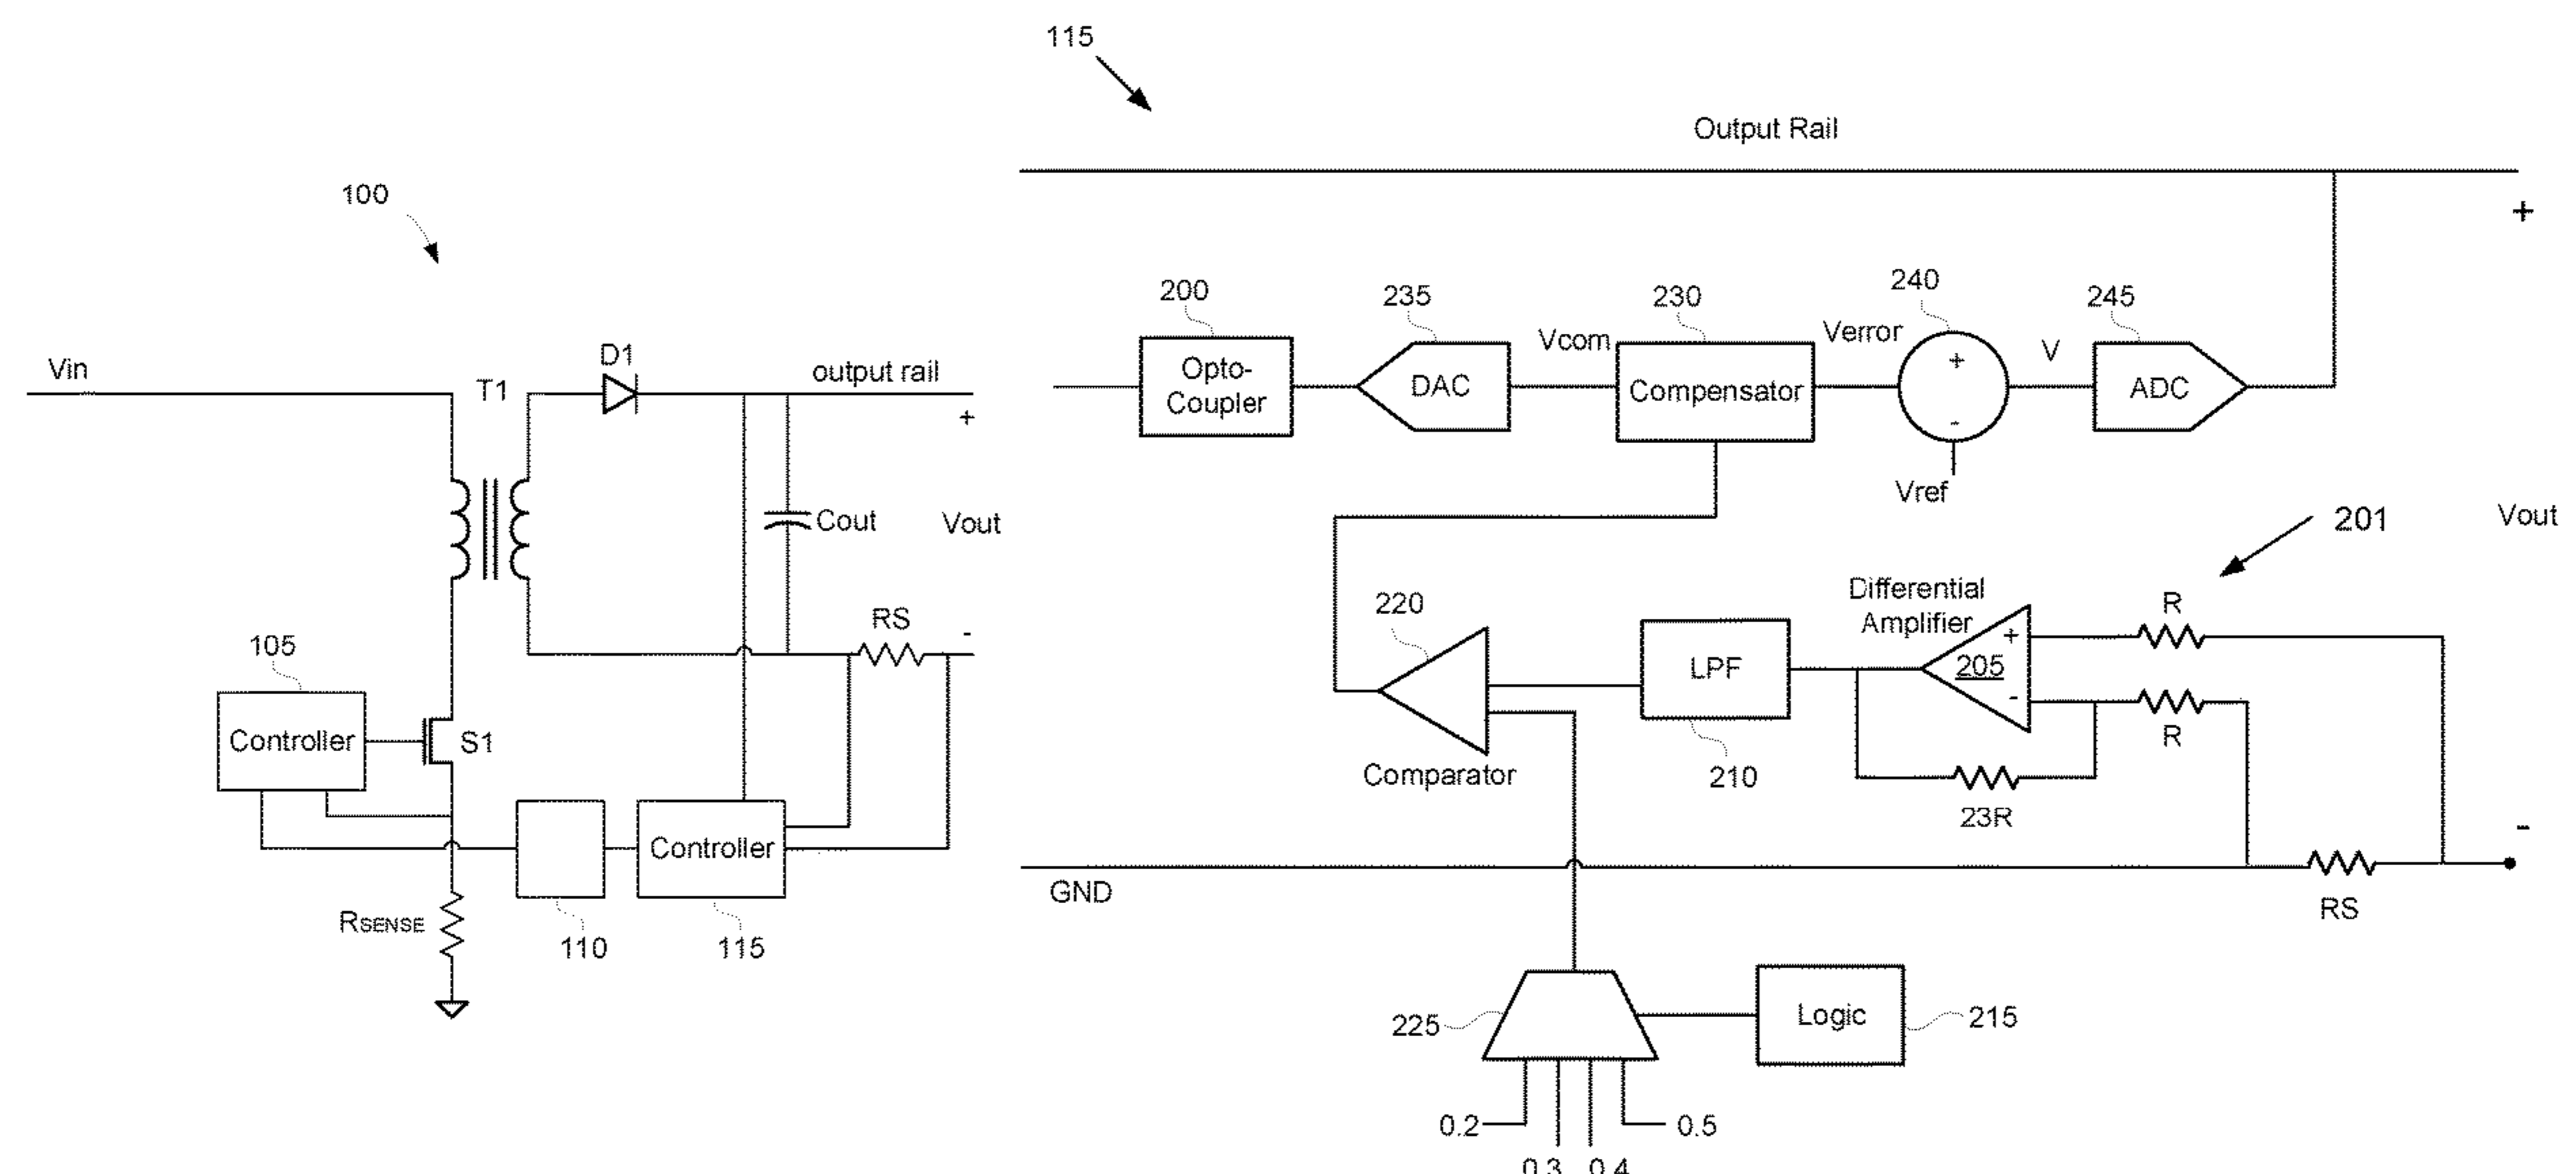 100
Vin
T1
D1
output rail
+
Cout
Vout
RS
-
105
Controller
S1
Controller
RSENSE
110
115
115
Output Rail
+
200
Opto-
Coupler
235
DAC
Vcom
230
Compensator
Verror
240
+
-
Vref
V
245
ADC
201
Vout
220
Comparator
LPF
210
Differential
Amplifier
+
205
-
R
R
23R
-
GND
RS
225
Logic
215
0.2
0.3
0.4
0.5